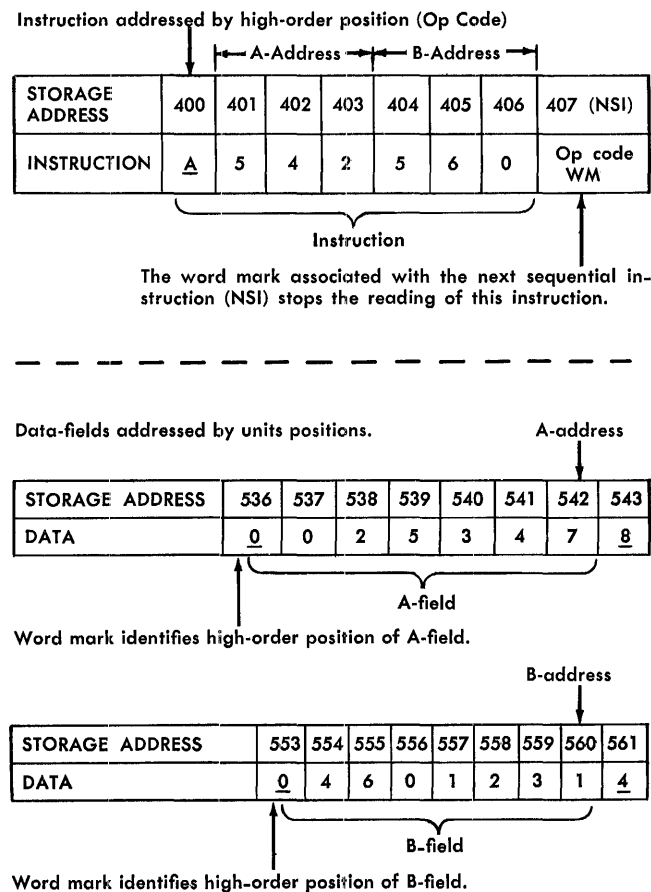 Instruction addressed by high-order position (Op Code)
A-Address B-Address
STORAGE ADDRESS 400 401 402 403 404 405 406 407 (NSI)
INSTRUCTION A 5 4 2 5 6 0 Op code WM
Instruction
The word mark associated with the next sequential in-
struction (NSI) stops the reading of this instruction.
Data-fields addressed by units positions. A-address
STORAGE ADDRESS 536 537 538 539 540 541 542 543
DATA 0 0 2 5 3 4 7 8
A-field
Word mark identifies high-order position of A-field.
B-address
STORAGE ADDRESS 553 554 555 556 557 558 559 560 561
DATA 0 4 6 0 1 2 3 1 4
B-field
Word mark identifies high-order position of B-field.